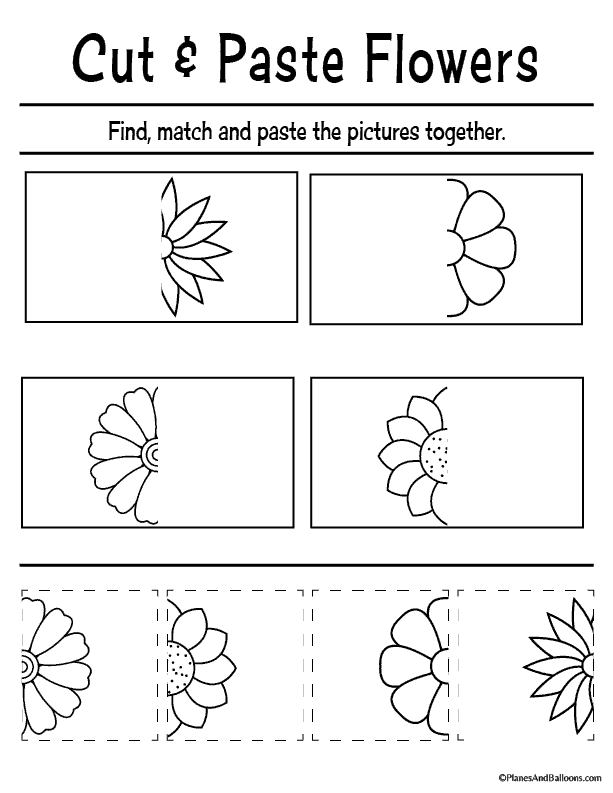 Cut & Paste Flowers
Find, match and paste the pictures together.
©PlanesAndBalloons.com